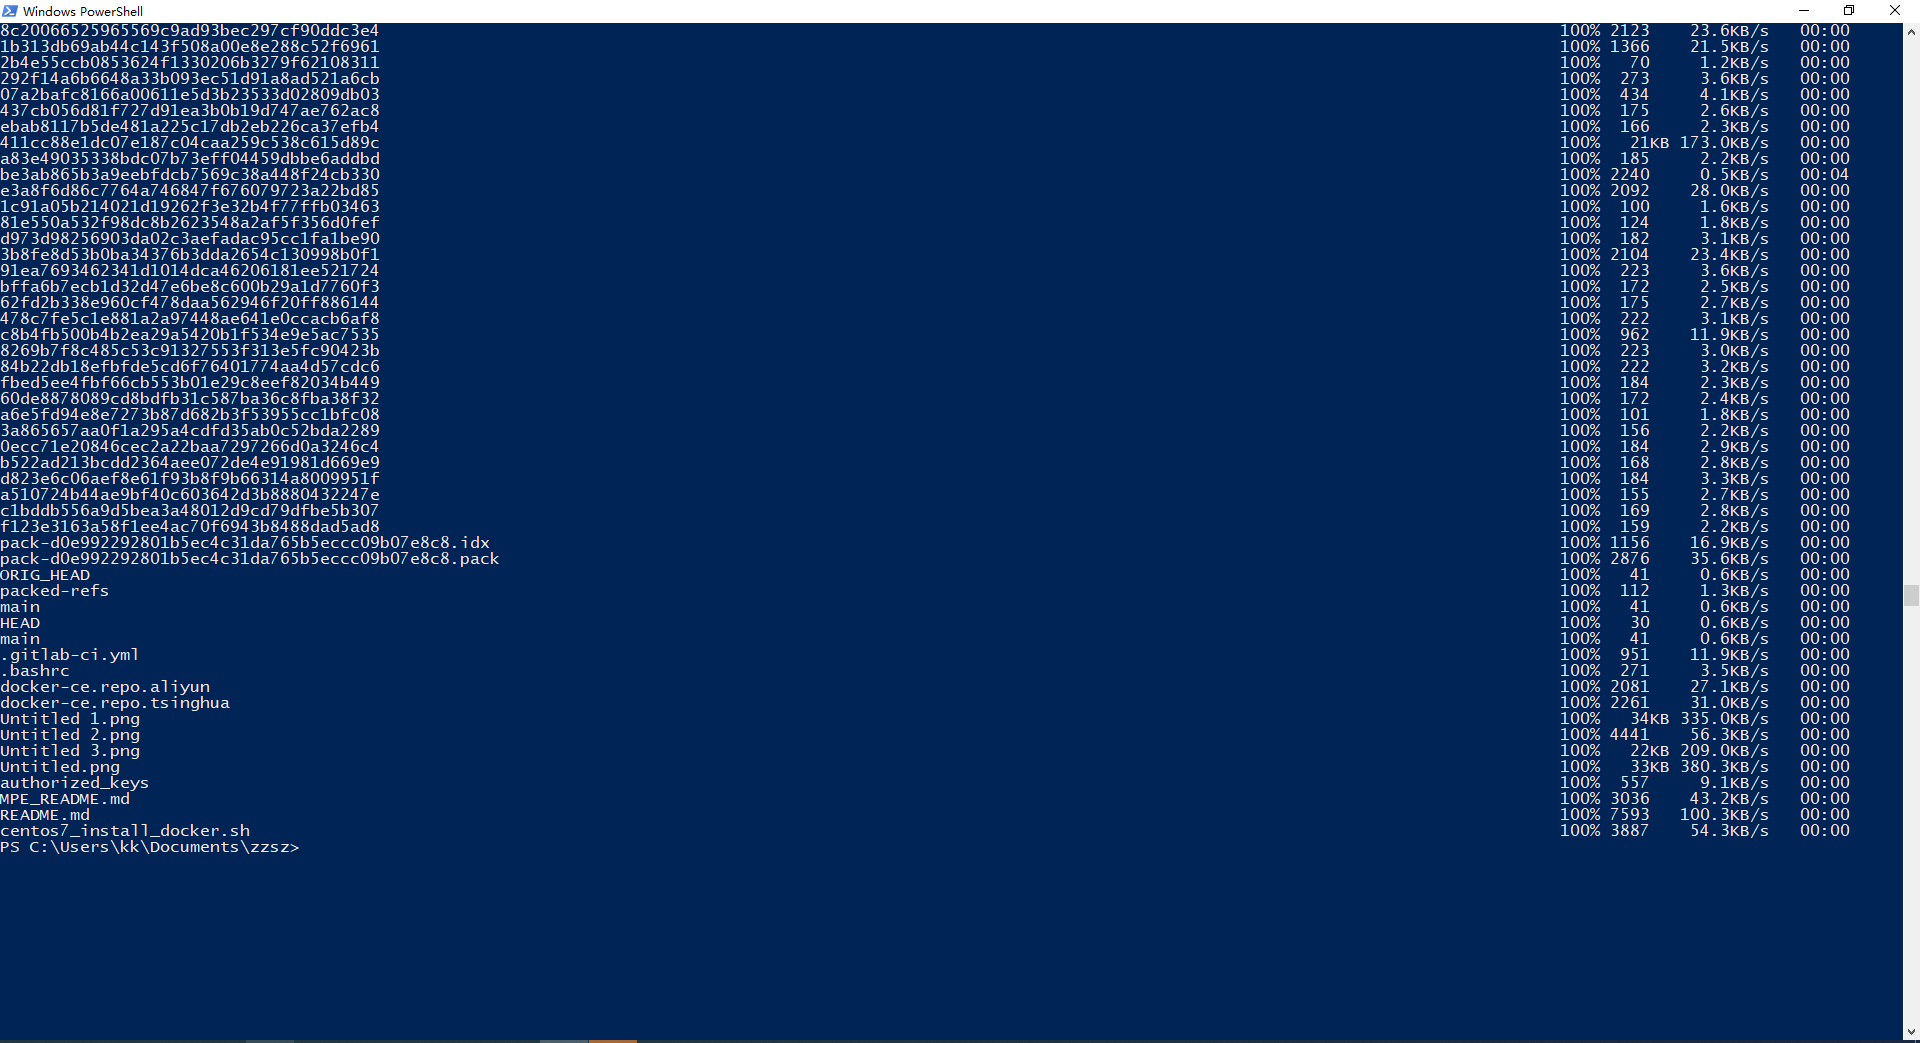 Windows PowerShell
8c20066525965569c9ad93bec297cf90ddc3e4 100% 2123 23.6KB/s 00:00
1b313db69ab44c143f508a00e8e288c52f6961 100% 1366 21.5KB/s 00:00
2b4e55ccb0853624f1330206b3279f62108311 100% 70 1.2KB/s 00:00
292f14a6b6648a33b093ec51d91a8ad521a6cb 100% 273 3.6KB/s 00:00
07a2bafc8166a00611e5d3b23533d02809db03 100% 434 4.1KB/s 00:00
437cb056d81f727d91ea3b0b19d747ae762ac8 100% 175 2.6KB/s 00:00
ebab8117b5de481a225c17db2eb226ca37efb4 100% 166 2.3KB/s 00:00
411cc88e1dc07e187c04caa259c538c615d89c 100% 21KB 173.0KB/s 00:00
a83e49035338bdc07b73eff04459dbbe6addbd 100% 185 2.2KB/s 00:00
be3ab865b3a9eebfdcb7569c38a448f24cb330 100% 2240 0.5KB/s 00:04
e3a8f6d86c7764a746847f676079723a22bd85 100% 2092 28.0KB/s 00:00
1c91a05b214021d19262f3e32b4f77ffb03463 100% 100 1.6KB/s 00:00
81e550a532f98dc8b2623548a2af5f356d0fef 100% 124 1.8KB/s 00:00
d973d98256903da02c3aefadac95cc1fa1be90 100% 182 3.1KB/s 00:00
3b8fe8d53b0ba34376b3dda2654c130998b0f1 100% 2104 23.4KB/s 00:00
91ea7693462341d1014dca46206181ee521724 100% 223 3.6KB/s 00:00
bffa6b7ecb1d32d47e6be8c600b29a1d7760f3 100% 172 2.5KB/s 00:00
62fd2b338e960cf478daa562946f20ff886144 100% 175 2.7KB/s 00:00
478c7fe5c1e881a2a97448ae641e0ccacb6af8 100% 222 3.1KB/s 00:00
c8b4fb500b4b2ea29a5420b1f534e9e5ac7535 100% 962 11.9KB/s 00:00
8269b7f8c485c53c91327553f313e5fc90423b 100% 223 3.0KB/s 00:00
84b22db18efbfde5cd6f76401774aa4d57cdc6 100% 222 3.2KB/s 00:00
fbed5ee4fbf66cb553b01e29c8eef82034b449 100% 184 2.3KB/s 00:00
60de8878089cd8bdfb31c587ba36c8fba38f32 100% 172 2.4KB/s 00:00
a6e5fd94e8e7273b87d682b3f53955cc1bfc08 100% 101 1.8KB/s 00:00
3a865657aa0f1a295a4cdfd35ab0c52bda2289 100% 156 2.2KB/s 00:00
0ecc71e20846cec2a22baa7297266d0a3246c4 100% 184 2.9KB/s 00:00
b522ad213bcdd2364aee072de4e91981d669e9 100% 168 2.8KB/s 00:00
d823e6c06aef8e61f93b8f9b66314a8009951f 100% 184 3.3KB/s 00:00
a510724b44ae9bf40c603642d3b8880432247e 100% 155 2.7KB/s 00:00
c1bddb556a9d5bea3a48012d9cd79dfbe5b307 100% 169 2.8KB/s 00:00
f123e3163a58f1ee4ac70f6943b8488dad5ad8 100% 159 2.2KB/s 00:00
pack-d0e992292801b5ec4c31da765b5eccc09b07e8c8.idx 100% 1156 16.9KB/s 00:00
pack-d0e992292801b5ec4c31da765b5eccc09b07e8c8.pack 100% 2876 35.6KB/s 00:00
ORIG_HEAD 100% 41 0.6KB/s 00:00
packed-refs 100% 112 1.3KB/s 00:00
main 100% 41 0.6KB/s 00:00
HEAD 100% 30 0.6KB/s 00:00
main 100% 41 0.6KB/s 00:00
.gitlab-ci.yml 100% 951 11.9KB/s 00:00
.bashrc 100% 271 3.5KB/s 00:00
docker-ce.repo.aliyun 100% 2081 27.1KB/s 00:00
docker-ce.repo.tsinghua 100% 2261 31.0KB/s 00:00
Untitled 1.png 100% 34KB 335.0KB/s 00:00
Untitled 2.png 100% 4441 56.3KB/s 00:00
Untitled 3.png 100% 22KB 209.0KB/s 00:00
Untitled.png 100% 33KB 380.3KB/s 00:00
authorized_keys 100% 557 9.1KB/s 00:00
MPE_README.md 100% 3036 43.2KB/s 00:00
README.md 100% 7593 100.3KB/s 00:00
centos7_install_docker.sh 100% 3887 54.3KB/s 00:00
PS C:\Users\kk\Documents\zzsz>